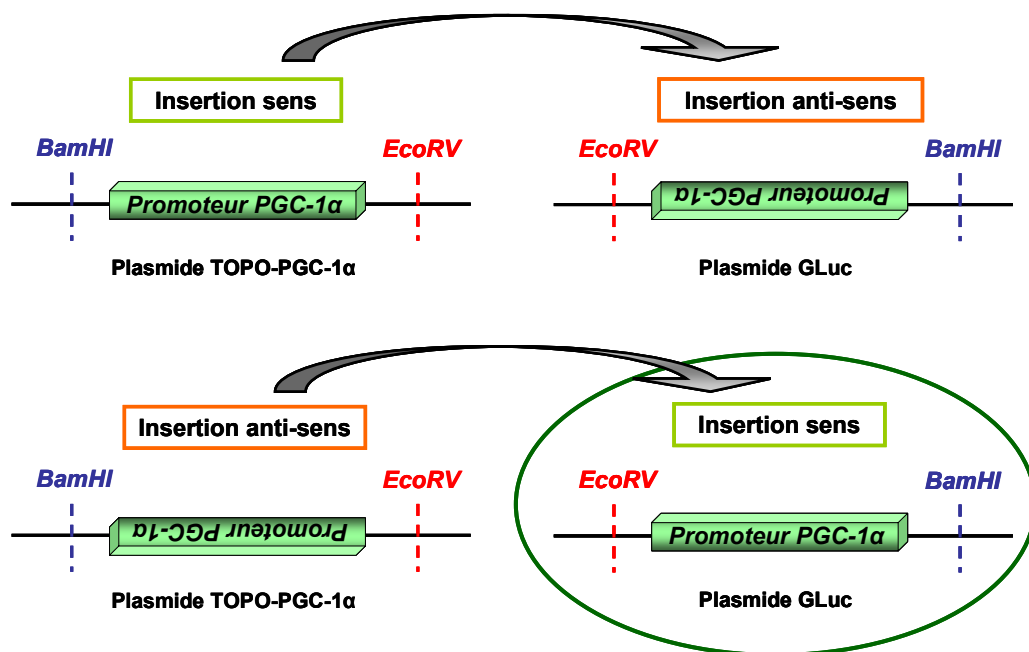 Insertion sens
Insertion anti-sens
BamHI
EcoRV
EcoRV
BamHI
Promoteur PGC-1α
Promoteur PGC-1α
Plasmide TOPO-PGC-1α
Plasmide GLuc
Insertion anti-sens
Insertion sens
BamHI
EcoRV
EcoRV
BamHI
Promoteur PGC-1α
Promoteur PGC-1α
Plasmide TOPO-PGC-1α
Plasmide GLuc